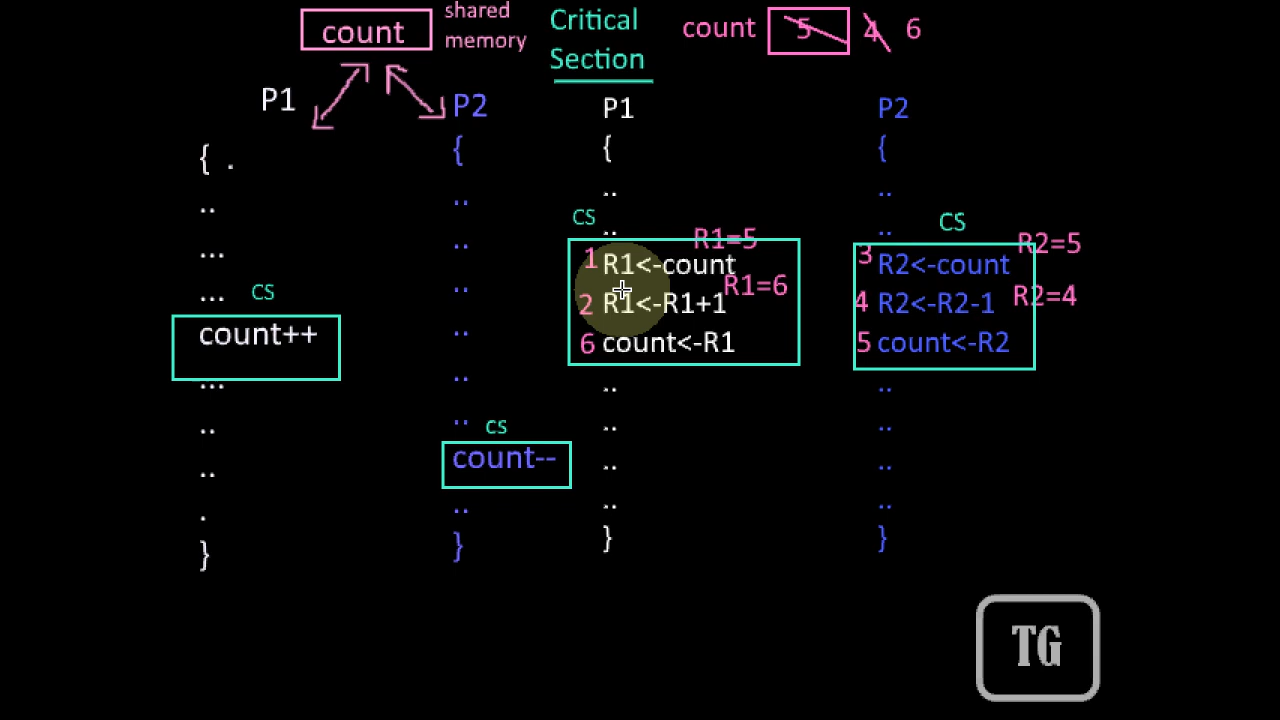 count
shared
memory
Critical
Section
count 5 4 6
P1
{ .
..
...
... CS
count++
...
..
..
.
}
P2
{
..
..
..
..
..
.. CS
count--
..
}
P1
{
..
..
CS
1 R1<-count R1=5
2 R1<-R1+1 R1=6
6 count<-R1
..
..
..
..
}
P2
{
..
..
CS
3 R2<-count R2=5
4 R2<-R2-1 R2=4
5 count<-R2
..
..
..
..
}
TG